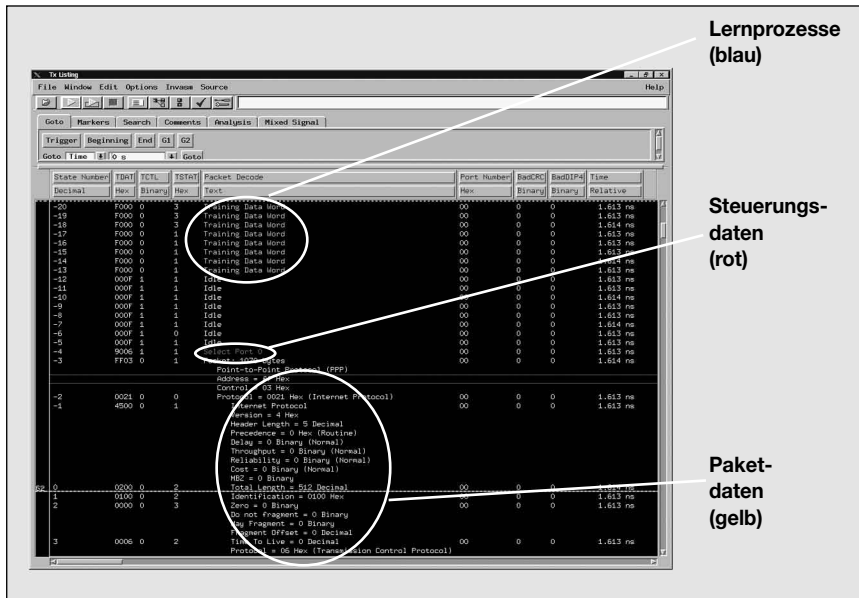 Lernprozesse
(blau)
Tx Listing
File Window Edit Options Invasm Source Help
Goto Markers Search Comments Analysis Mixed Signal
Trigger Beginning End G1 G2
Goto Time 0 s Goto
State Number TDAT TCTL TSTAT Packet Decode Port Number BadCRC BadDIP4 Time
Decimal Hex Binary Hex Text Hex Binary Binary Relative
-20 F000 0 3 Training Data Word 00 0 0 1.613 ns
-19 F000 0 3 Training Data Word 00 0 0 1.613 ns
-18 F000 0 3 Training Data Word 00 0 0 1.614 ns
-17 F000 0 1 Training Data Word 00 0 0 1.613 ns
-16 F000 0 1 Training Data Word 00 0 0 1.613 ns
-15 F000 0 1 Training Data Word 00 0 0 1.613 ns
-14 F000 0 1 Training Data Word 00 0 0 1.614 ns
-13 F000 0 1 Training Data Word 00 0 0 1.613 ns
-12 000F 1 1 Idle 00 0 0 1.613 ns
-11 000F 1 1 Idle 00 0 0 1.613 ns
-10 000F 1 1 Idle 00 0 0 1.614 ns
-9 000F 1 1 Idle 00 0 0 1.613 ns
-8 000F 1 1 Idle 00 0 0 1.613 ns
-7 000F 1 1 Idle 00 0 0 1.614 ns
-6 000F 1 0 Idle 00 0 0 1.613 ns
-5 000F 1 1 Idle 00 0 0 1.613 ns
-4 9006 1 1 Select Port 0 00 0 0 1.613 ns
-3 FF03 0 1 Packet: 1070 bytes 00 0 0 1.614 ns
Point-to-Point Protocol (PPP)
Address = Hex
Control = 03 Hex
-2 0021 0 0 Protocol = 0021 Hex (Internet Protocol) 00 0 0 1.613 ns
-1 4500 0 1 Internet Protocol 00 0 0 1.613 ns
Version = 4 Hex
Header Length = 5 Decimal
Precedence = 0 Hex (Routine)
Delay = 0 Binary (Normal)
Throughput = 0 Binary (Normal)
Reliability = 0 Binary (Normal)
Cost = 0 Binary (Normal)
MBZ = 0 Binary
0 0200 0 2 Total Length = 512 Decimal 00 0 0 1.614 ns
1 0100 0 2 Identification = 0100 Hex 00 0 0 1.613 ns
2 0000 0 3 Zero = 0 Binary 00 0 0 1.613 ns
Do not fragment = 0 Binary
May Fragment = 0 Binary
Fragment Offset = 0 Decimal
3 0006 0 2 Time To Live = 0 Decimal 00 0 0 1.613 ns
Protocol = 06 Hex (Transmission Control Protocol)
Steuerungs-
daten
(rot)
Paket-
daten
(gelb)